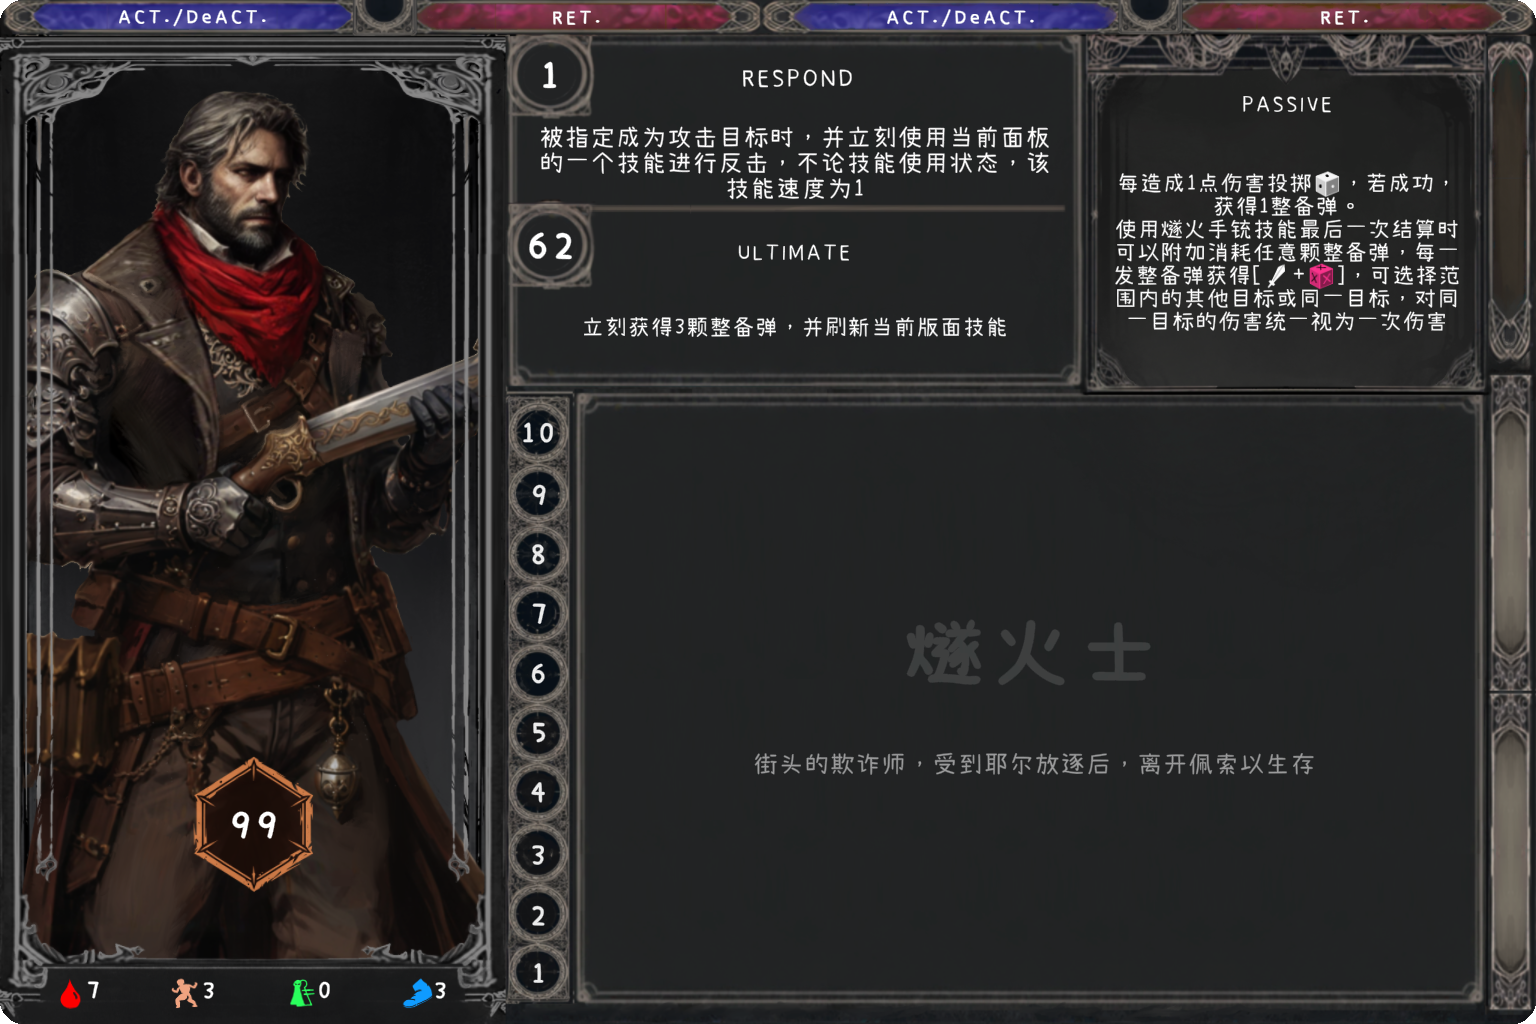 ACT./DeACT.
RET.
ACT./DeACT.
RET.
1
RESPOND
被指定成为攻击目标时，并立刻使用当前面板
的一个技能进行反击，不论技能使用状态，该
技能速度为1
62
ULTIMATE
立刻获得3颗整备弹，并刷新当前版面技能
PASSIVE
每造成1点伤害投掷，若成功，
获得1整备弹。
使用燧火手铳技能最后一次结算时
可以附加消耗任意颗整备弹，每一
发整备弹获得[ + ]，可选择范
围内的其他目标或同一目标，对同
一目标的伤害统一视为一次伤害
10
9
8
7
6
5
4
3
2
1
燧火士
街头的欺诈师，受到耶尔放逐后，离开佩索以生存
99
7
3
0
3